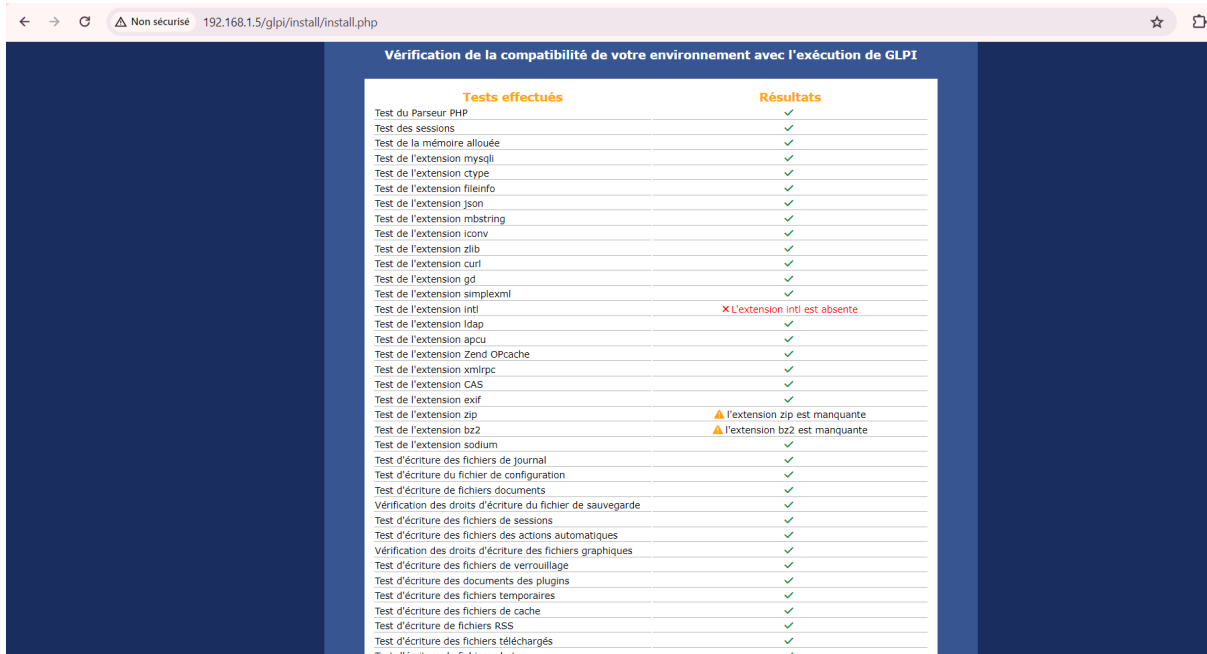 Non sécurisé 192.168.1.5/glpi/install/install.php
Vérification de la compatibilité de votre environnement avec l'exécution de GLPI
Tests effectués Résultats
Test du Parseur PHP
Test des sessions
Test de la mémoire allouée
Test de l'extension mysqli
Test de l'extension ctype
Test de l'extension fileinfo
Test de l'extension json
Test de l'extension mbstring
Test de l'extension iconv
Test de l'extension zlib
Test de l'extension curl
Test de l'extension gd
Test de l'extension simplexml
Test de l'extension intl L'extension intl est absente
Test de l'extension ldap
Test de l'extension apcu
Test de l'extension Zend OPcache
Test de l'extension xmlrpc
Test de l'extension CAS
Test de l'extension exif
Test de l'extension zip l'extension zip est manquante
Test de l'extension bz2 l'extension bz2 est manquante
Test de l'extension sodium
Test d'écriture des fichiers de journal
Test d'écriture du fichier de configuration
Test d'écriture de fichiers documents
Vérification des droits d'écriture du fichier de sauvegarde
Test d'écriture des fichiers de sessions
Test d'écriture des fichiers des actions automatiques
Vérification des droits d'écriture des fichiers graphiques
Test d'écriture des fichiers de verrouillage
Test d'écriture des documents des plugins
Test d'écriture des fichiers temporaires
Test d'écriture des fichiers de cache
Test d'écriture de fichiers RSS
Test d'écriture des fichiers téléchargés